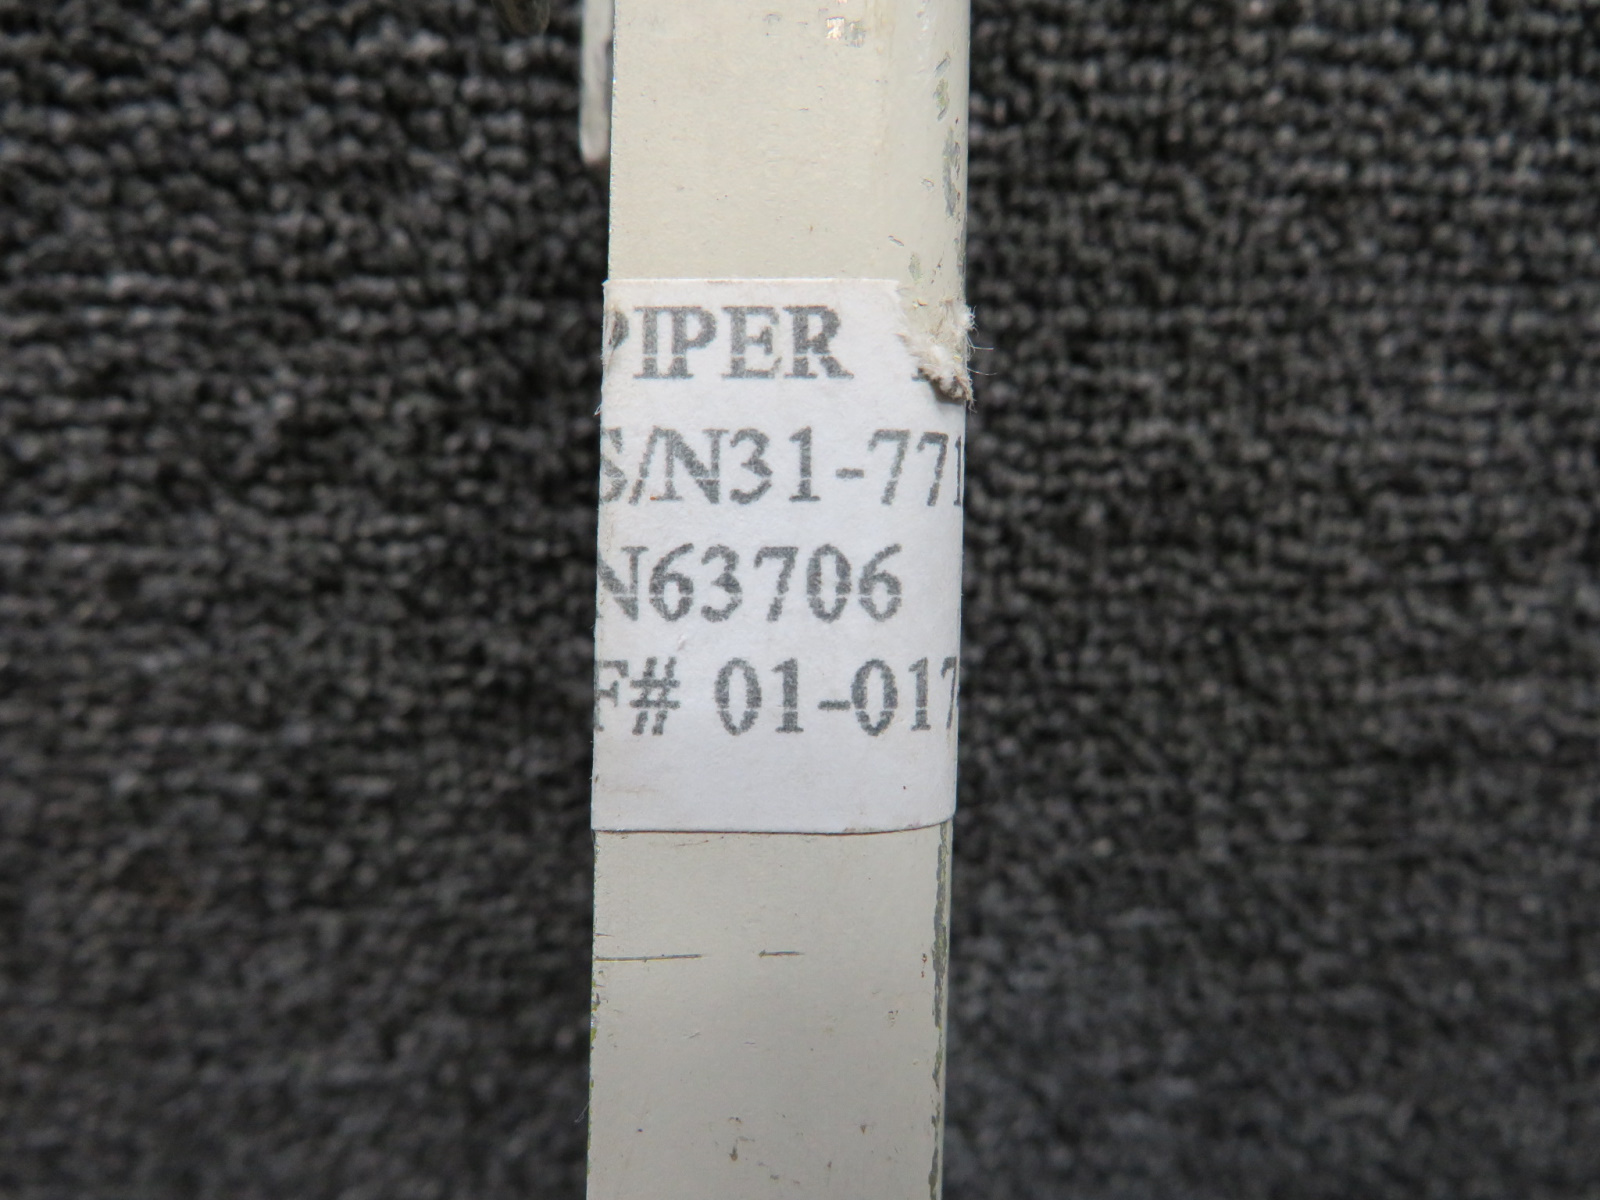 PIPER
S/N31-771
N63706
F# 01-017